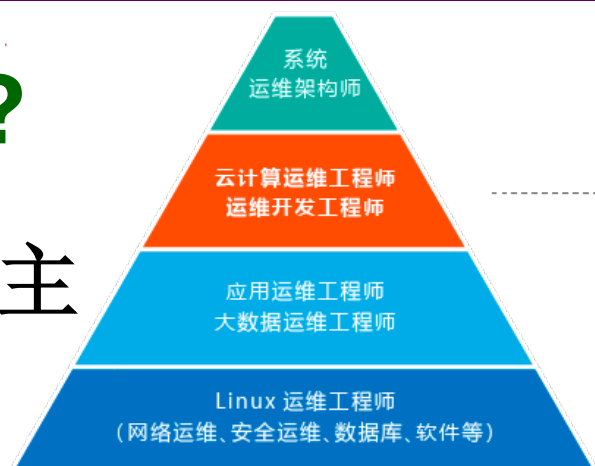 系统
运维架构师
?
云计算运维工程师
运维开发工程师
主
应用运维工程师
大数据运维工程师
Linux 运维工程师
（网络运维、安全运维、数据库、软件等）